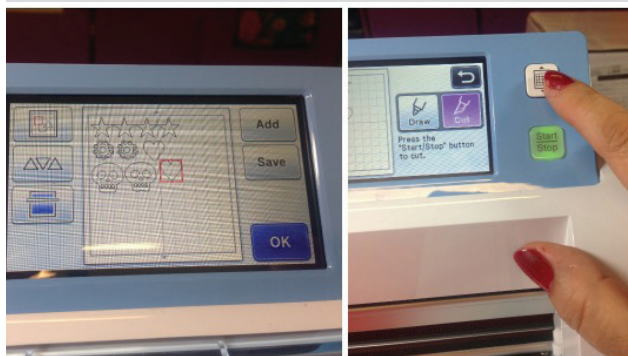 Add
Save
OK
Draw
Cut
Press the
"Start/Stop" button
to cut.
Start/
Stop